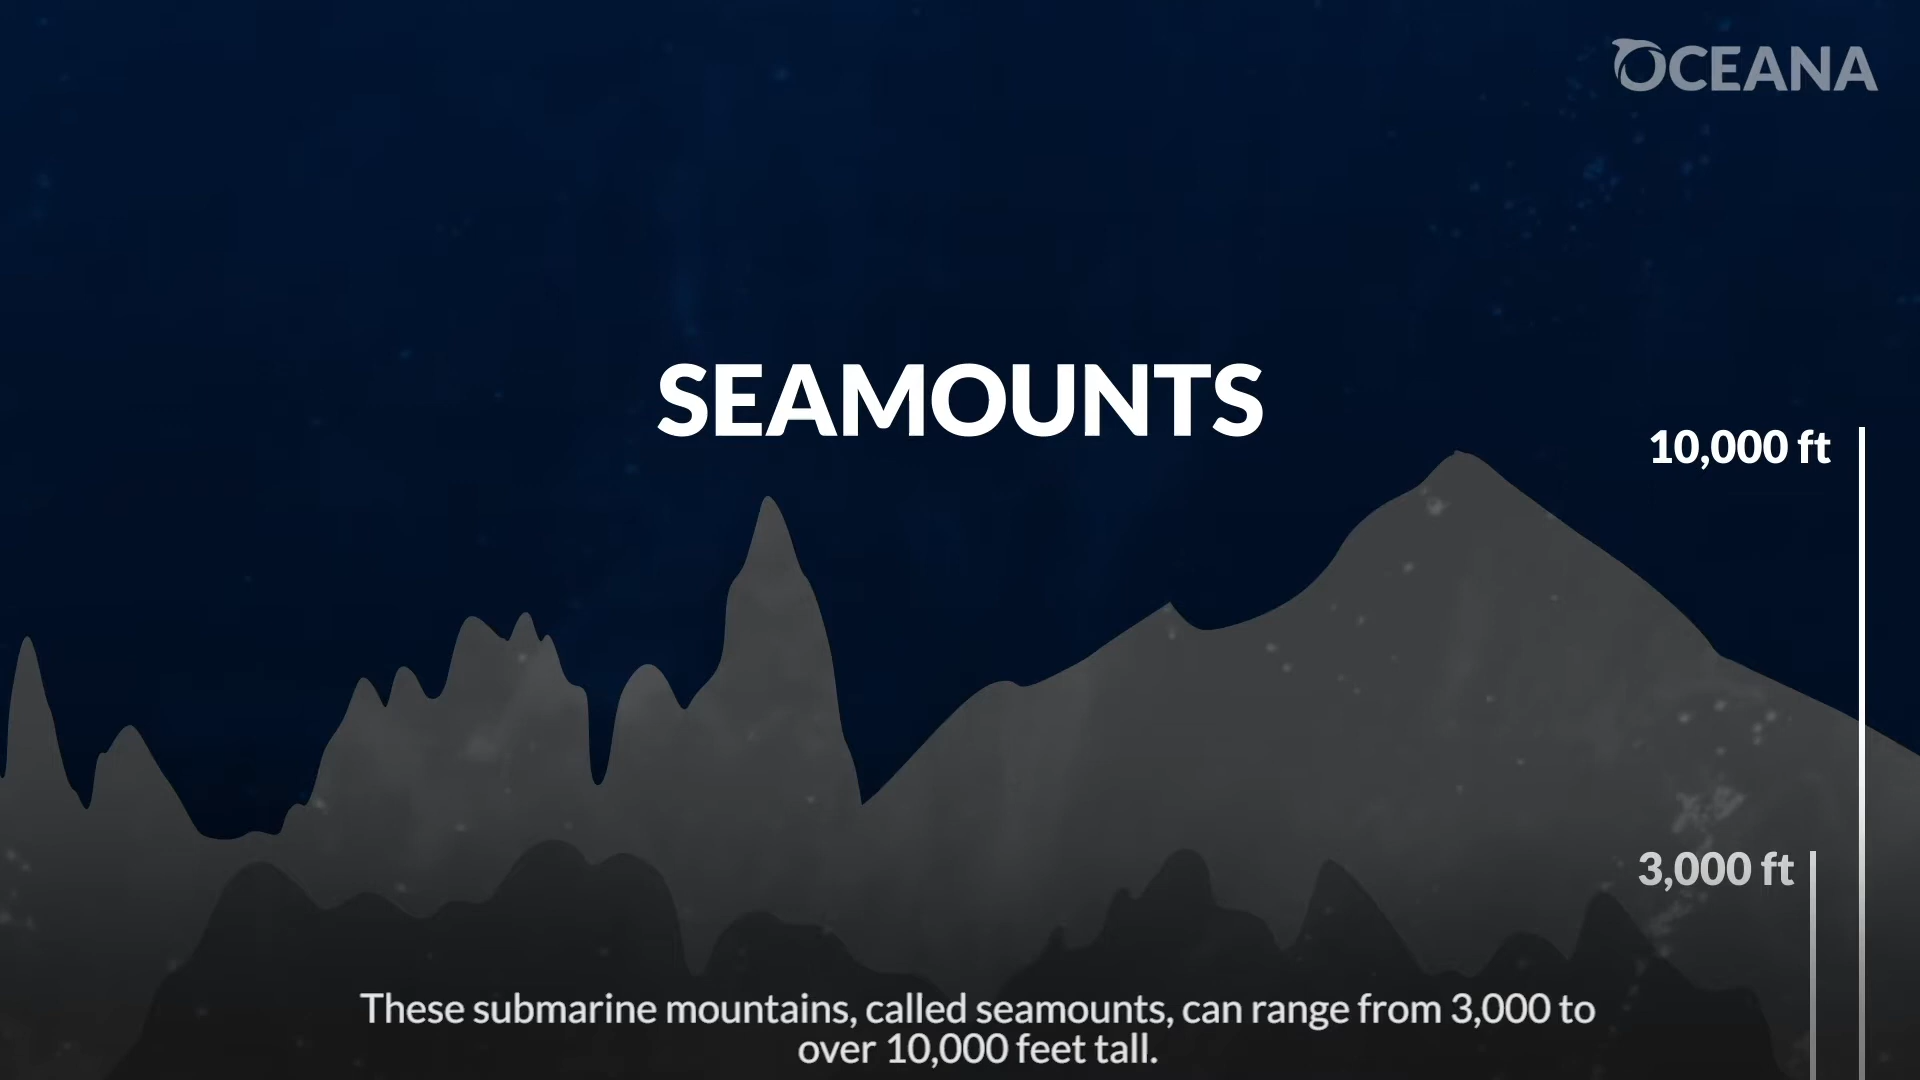 OCEANA
SEAMOUNTS
10,000 ft
3,000 ft
These submarine mountains, called seamounts, can range from 3,000 to
over 10,000 feet tall.